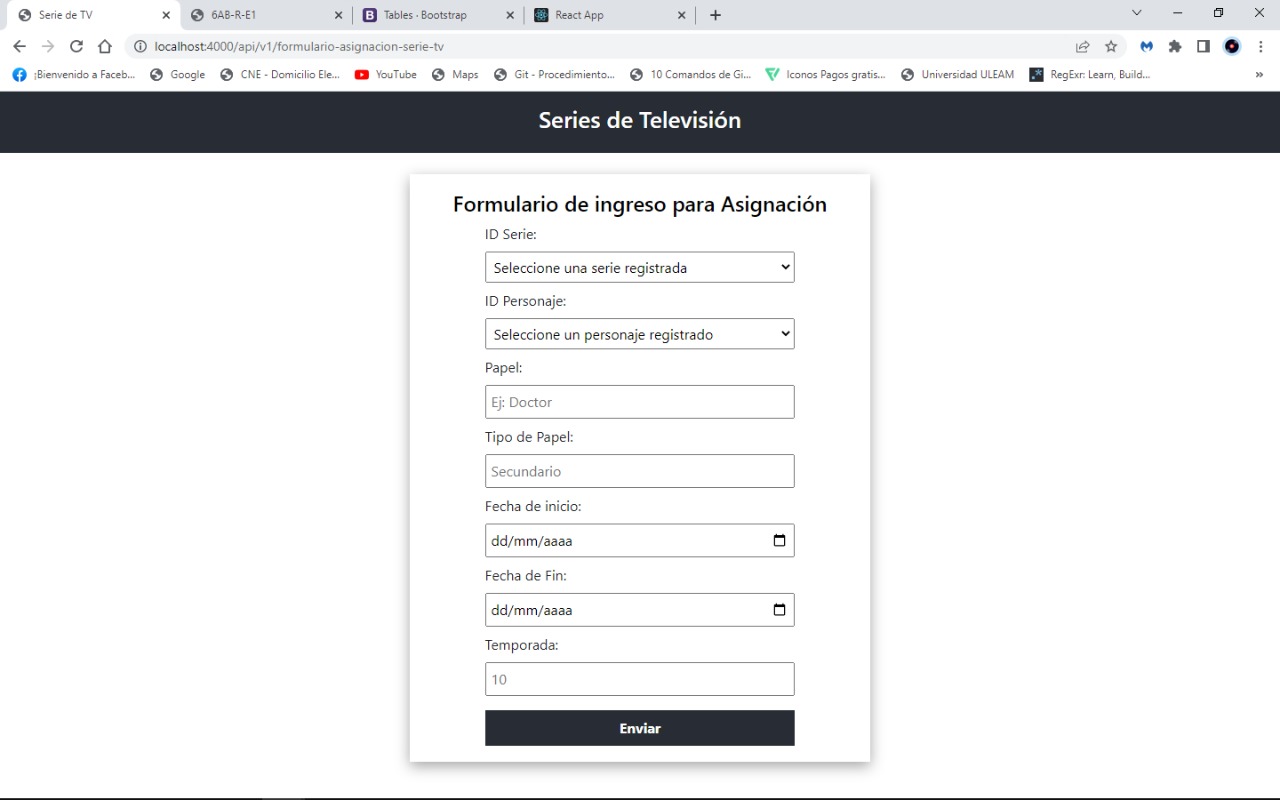 Serie de TV
6AB-R-E1
Tables · Bootstrap
React App
localhost:4000/api/v1/formulario-asignacion-serie-tv
¡Bienvenido a Faceb...
Google
CNE - Domicilio Ele...
YouTube
Maps
Git - Procedimiento...
10 Comandos de Gi...
Iconos Pagos gratis...
Universidad ULEAM
RegExr: Learn, Build...
Series de Televisión
Formulario de ingreso para Asignación
ID Serie:
Seleccione una serie registrada
ID Personaje:
Seleccione un personaje registrado
Papel:
Ej: Doctor
Tipo de Papel:
Secundario
Fecha de inicio:
dd/mm/aaaa
Fecha de Fin:
dd/mm/aaaa
Temporada:
10
Enviar